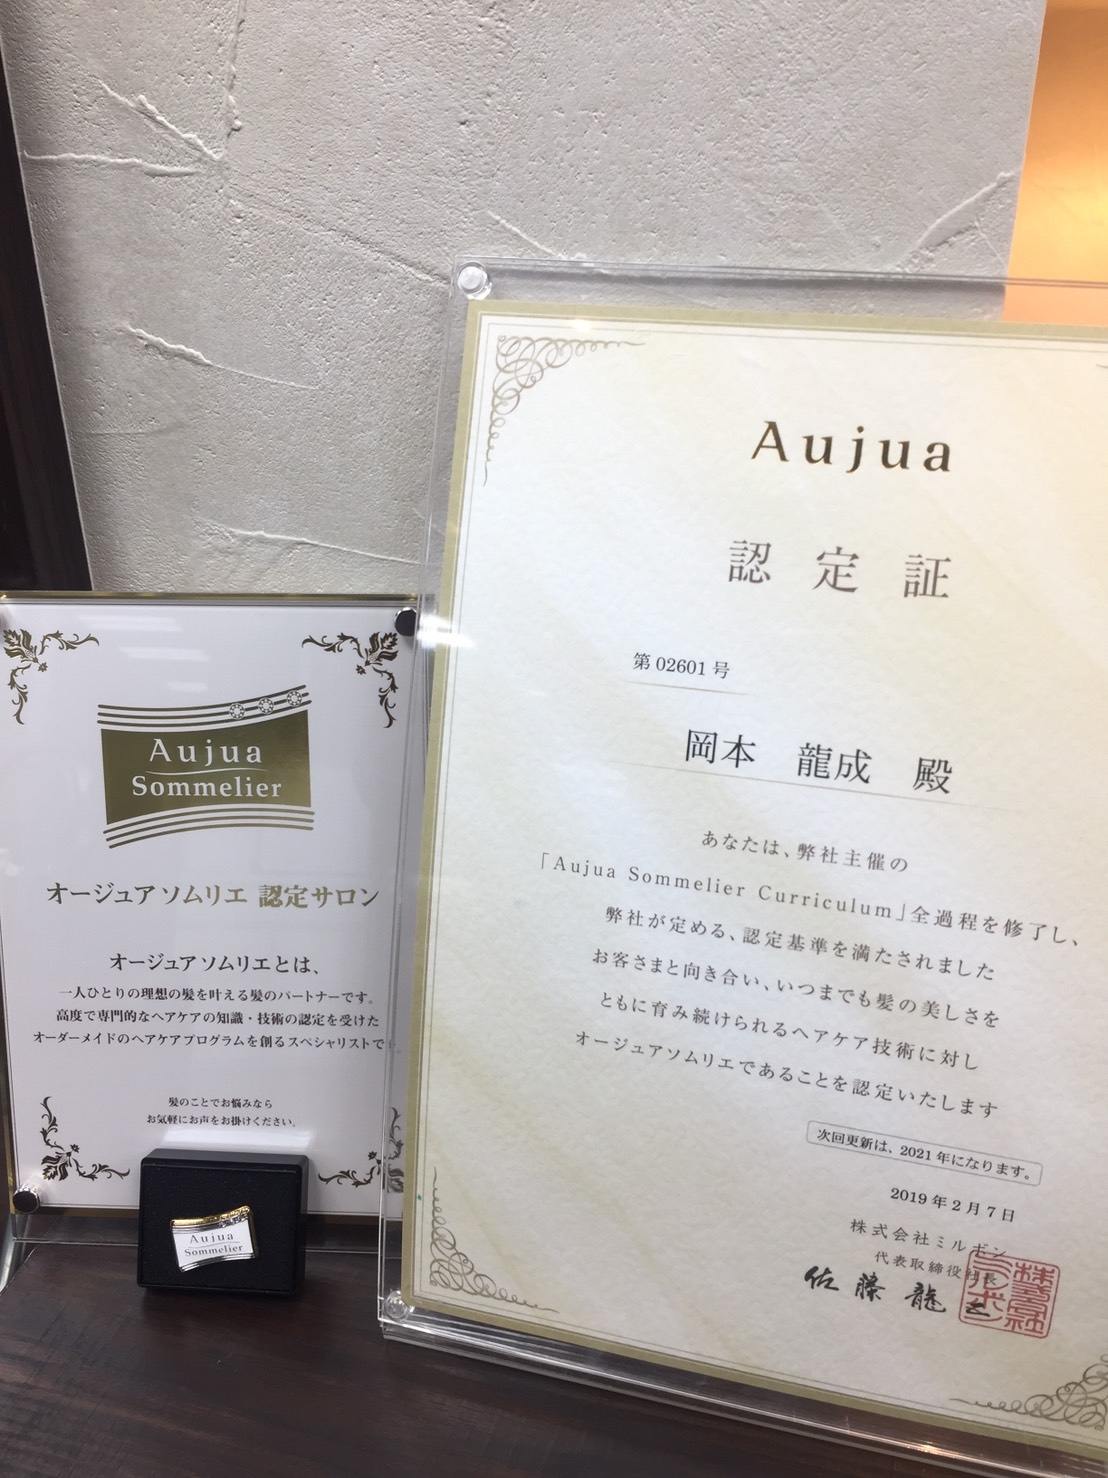 Aujua
Sommelier
オージュア ソムリエ 認定サロン
オージュア ソムリエとは、
一人ひとりの理想の髪を叶える髪のパートナーです。
高度で専門的なヘアケアの知識・技術の認定を受けた
オーダーメイドのヘアケアプログラムを創るスペシャリストで
髪のことでお悩みなら
お気軽にお声をお掛けください。
Aujua
Sommelier
Aujua
認定証
第 02601 号
岡本 龍成 殿
あなたは、弊社主催の
「Aujua Sommelier Curriculum」全過程を修了し、
弊社が定める、認定基準を満たされました
お客さまと向き合い、いつまでも髪の美しさを
ともに育み続けられるヘアケア技術に対し
オージュアソムリエであることを認定いたします
次回更新は、2021年になります。
2019年2月7日
株式会社ミルボン
代表取締役社長
佐藤 龍二